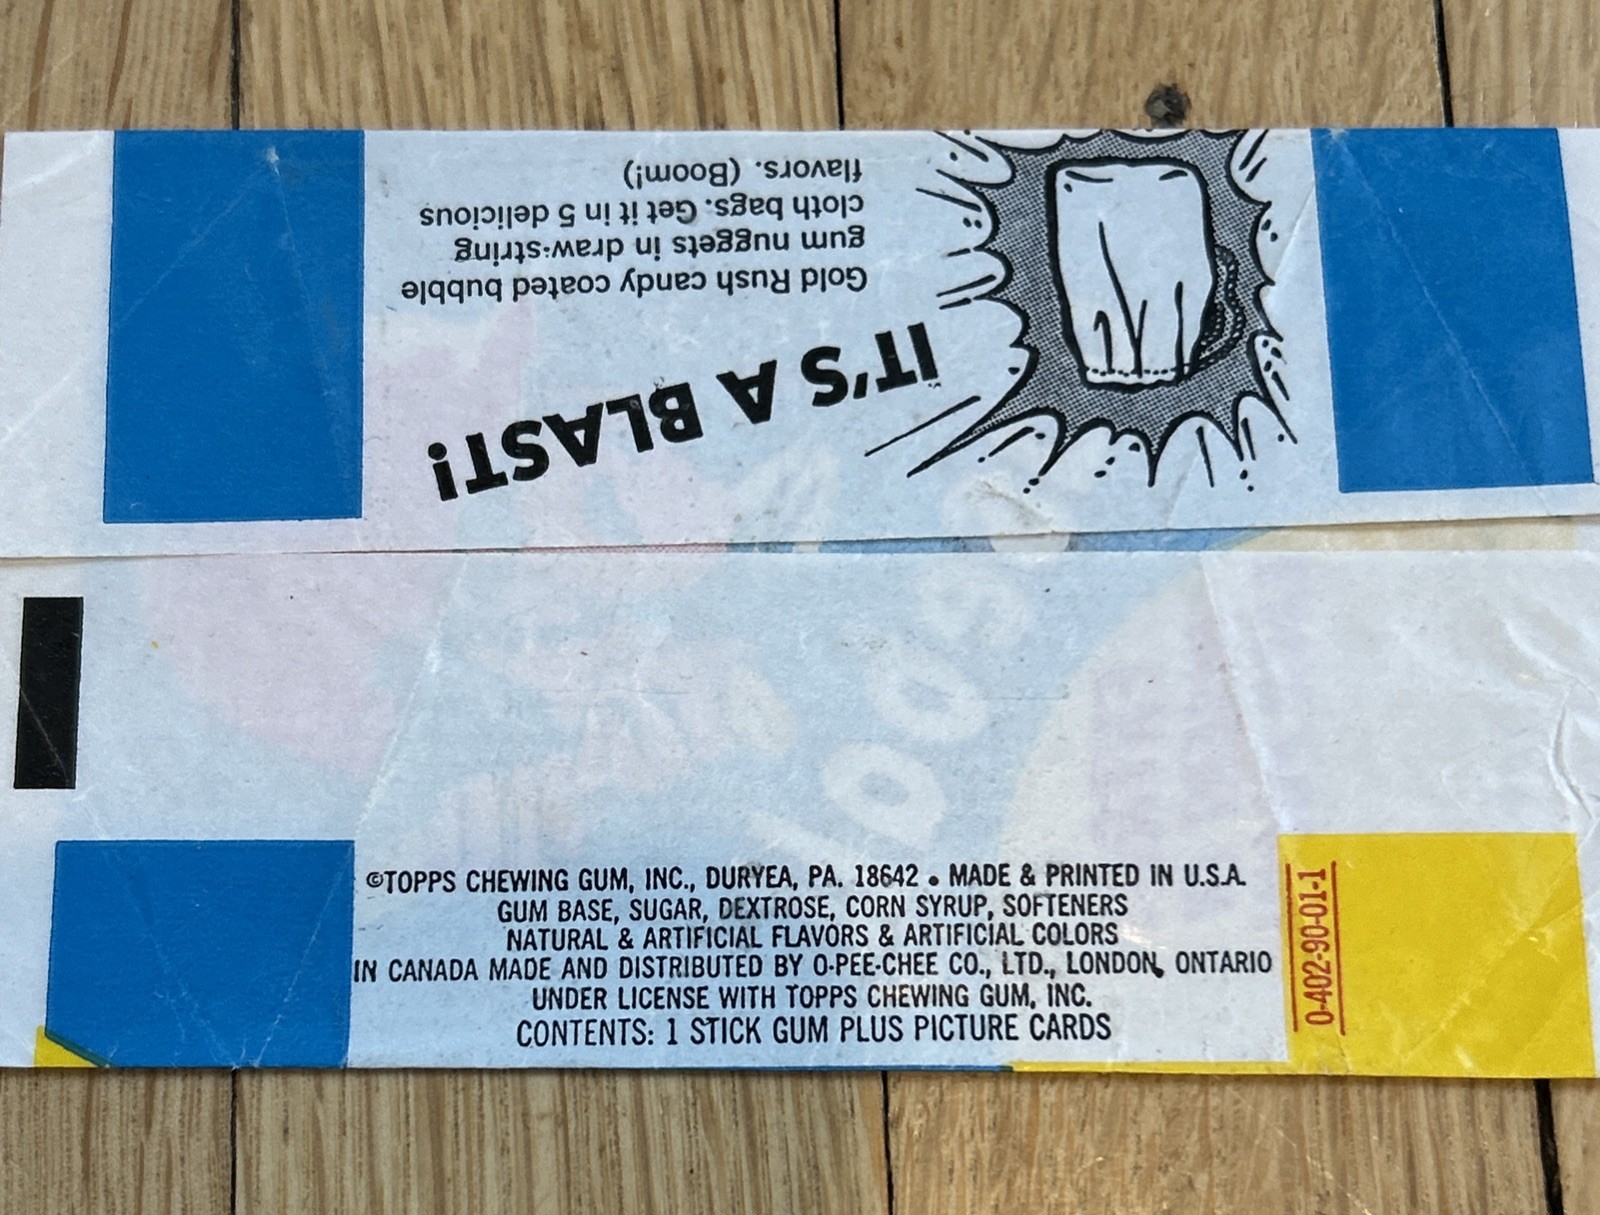 IT'S A BLAST!
Gold Rush candy coated bubble
gum nuggets in draw-string
cloth bags. Get it in 5 delicious
flavors. (Boom!)
©TOPPS CHEWING GUM, INC., DURYEA, PA. 18642 • MADE & PRINTED IN U.S.A.
GUM BASE, SUGAR, DEXTROSE, CORN SYRUP, SOFTENERS
NATURAL & ARTIFICIAL FLAVORS & ARTIFICIAL COLORS
IN CANADA MADE AND DISTRIBUTED BY O-PEE-CHEE CO., LTD., LONDON, ONTARIO
UNDER LICENSE WITH TOPPS CHEWING GUM, INC.
CONTENTS: 1 STICK GUM PLUS PICTURE CARDS
0-402-90-01-1